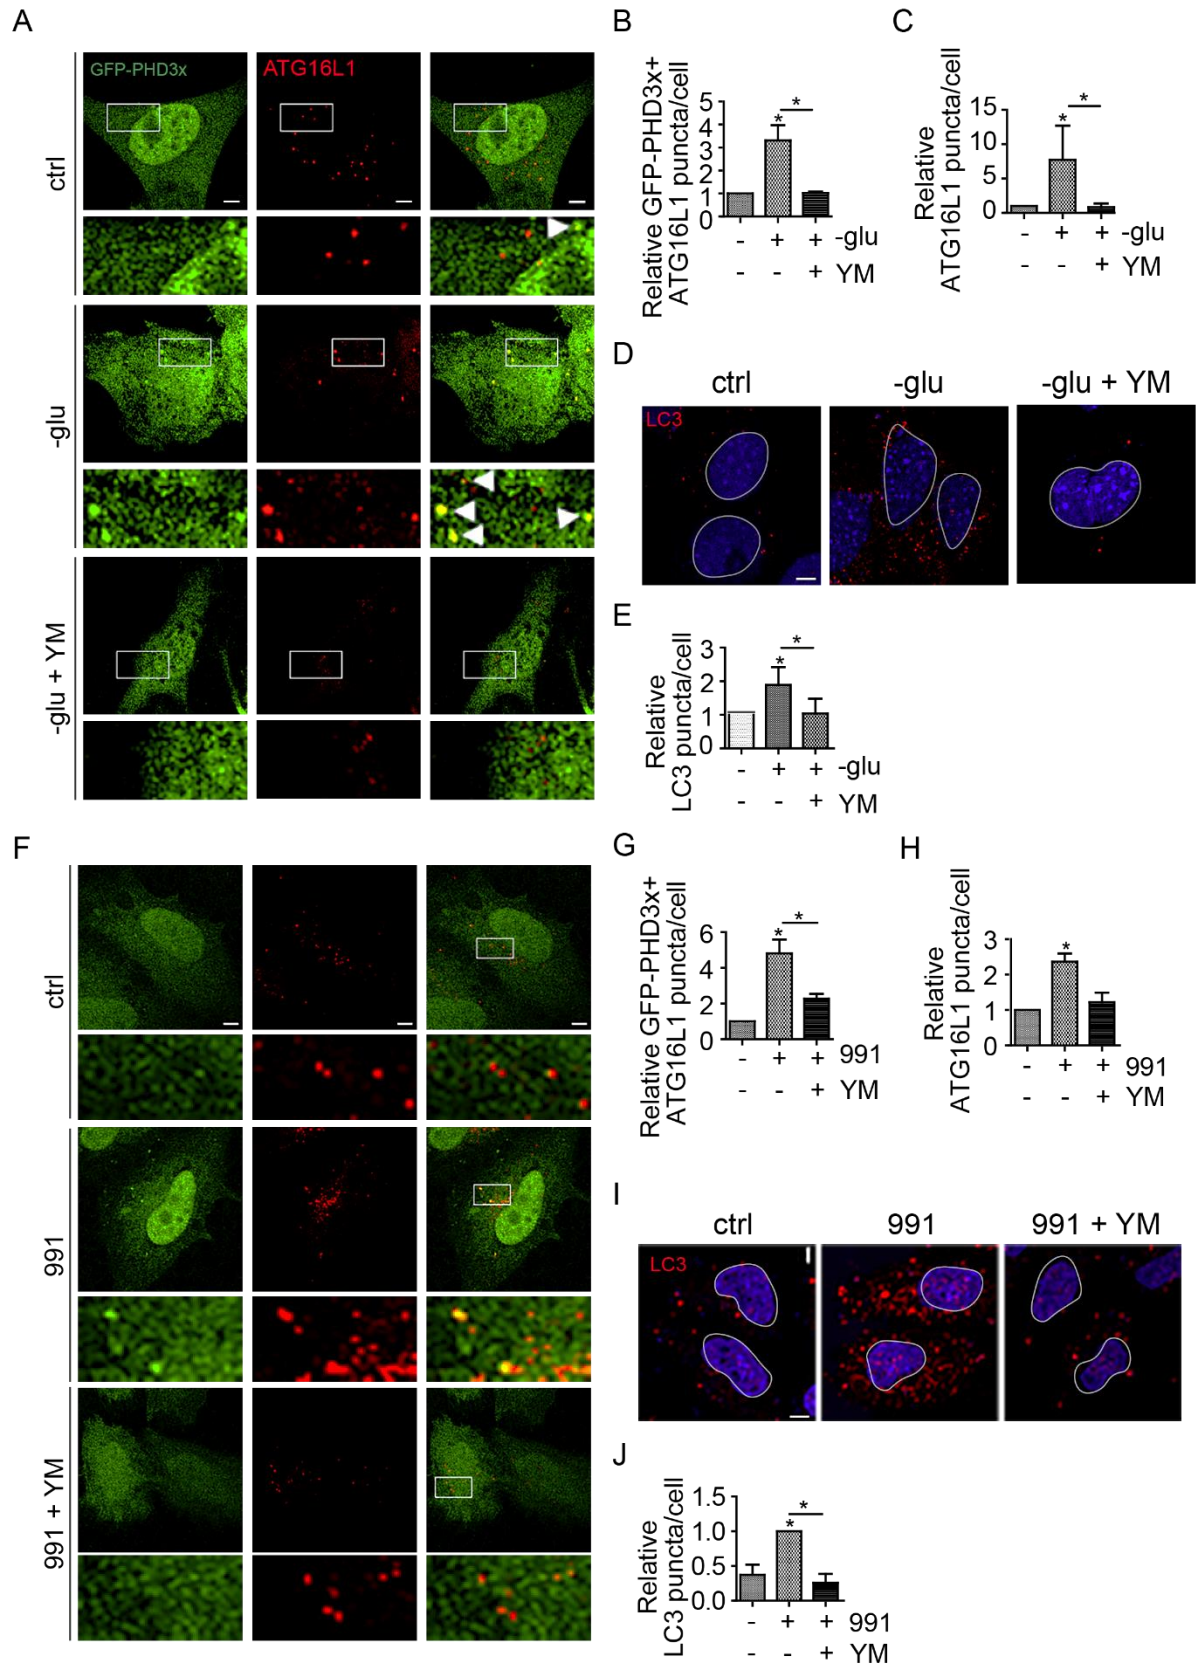 A
GFP-PHD3x
ATG16L1
ctrl
-glu
-glu + YM
B
Relative GFP-PHD3x+
ATG16L1 puncta/cell
5
4
3
2
1
0
*
*
- + + -glu
- - + YM
C
Relative
ATG16L1 puncta/cell
15
10
5
0
*
*
- + + -glu
- - + YM
D
ctrl
-glu
-glu + YM
LC3
E
Relative
LC3 puncta/cell
3
2
1
0
*
*
- + + -glu
- - + YM
F
ctrl
991
991 + YM
G
Relative GFP-PHD3x+
ATG16L1 puncta/cell
6
4
2
0
*
*
- + + 991
- - + YM
H
Relative
ATG16L1 puncta/cell
3
2
1
0
*
- + + 991
- - + YM
I
ctrl
991
991 + YM
LC3
J
Relative
LC3 puncta/cell
1.5
1.0
0.5
0.0
*
*
- + + 991
- - + YM